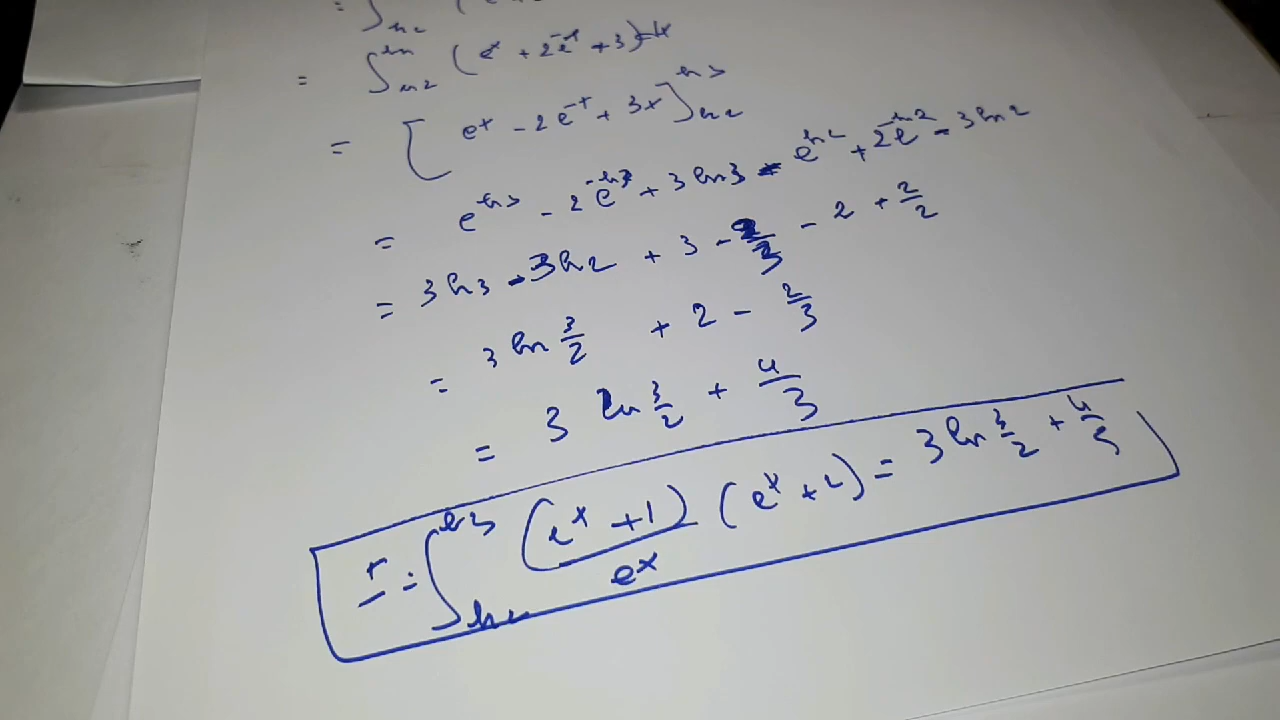 = ∫ln2 (e
= ∫ln2^ln (e^x + 2e^-x + 3) dx
= [ e^x - 2e^-x + 3x ]ln2^ln3
= e^ln3 - 2e^-ln3 + 3ln3 - e^ln2 + 2e^-ln2 - 3ln2
= 3ln3 - 3ln2 + 3 - 2/3 - 2 + 2/2
= 3 ln 3/2 + 2 - 2/3
= 3 ln 3/2 + 4/3
I = ∫ln2^ln3 (e^x + 1)/e^x (e^x + 2) = 3 ln 3/2 + 4/3